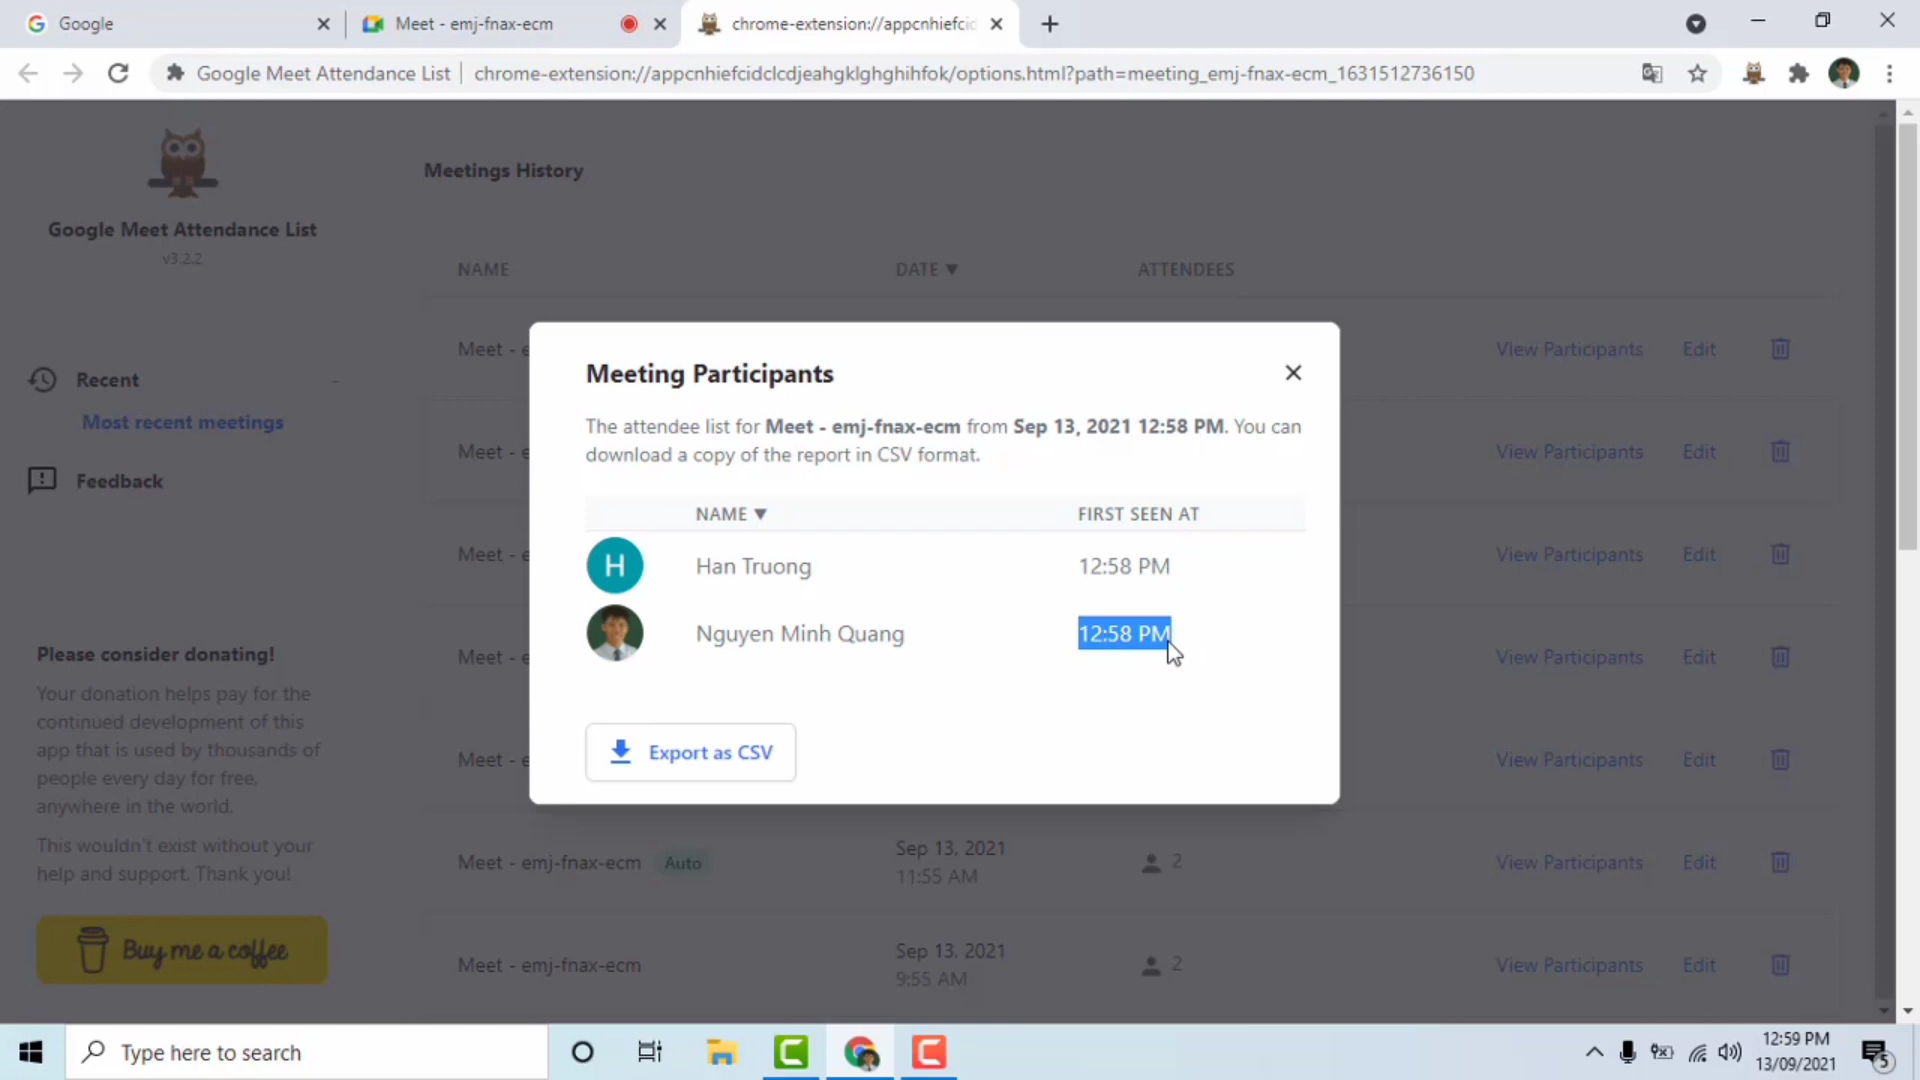 Google
Meet - emj-fnax-ecm
chrome-extension://appcnhiefcid
Google Meet Attendance List
chrome-extension://appcnhiefcidclcdjeahgklghghihfok/options.html?path=meeting_emj-fnax-ecm_1631512736150
Google Meet Attendance List
v3.2.2
Recent
-
Most recent meetings
Feedback
Please consider donating!
Your donation helps pay for the
continued development of this
app that is used by thousands of
people every day for free,
anywhere in the world.
This wouldn't exist without your
help and support. Thank you!
Buy me a coffee
Meetings History
NAME DATE ▼ ATTENDEES
Meet - e View Participants Edit
Meet - e View Participants Edit
Meet - e View Participants Edit
Meet - e View Participants Edit
Meet - e View Participants Edit
Meet - emj-fnax-ecm Auto Sep 13, 2021 2 View Participants Edit
11:55 AM
Meet - emj-fnax-ecm Sep 13, 2021 2 View Participants Edit
9:55 AM
Meeting Participants
The attendee list for Meet - emj-fnax-ecm from Sep 13, 2021 12:58 PM. You can
download a copy of the report in CSV format.
NAME ▼ FIRST SEEN AT
H Han Truong 12:58 PM
Nguyen Minh Quang 12:58 PM
Export as CSV
Type here to search
12:59 PM
13/09/2021
5